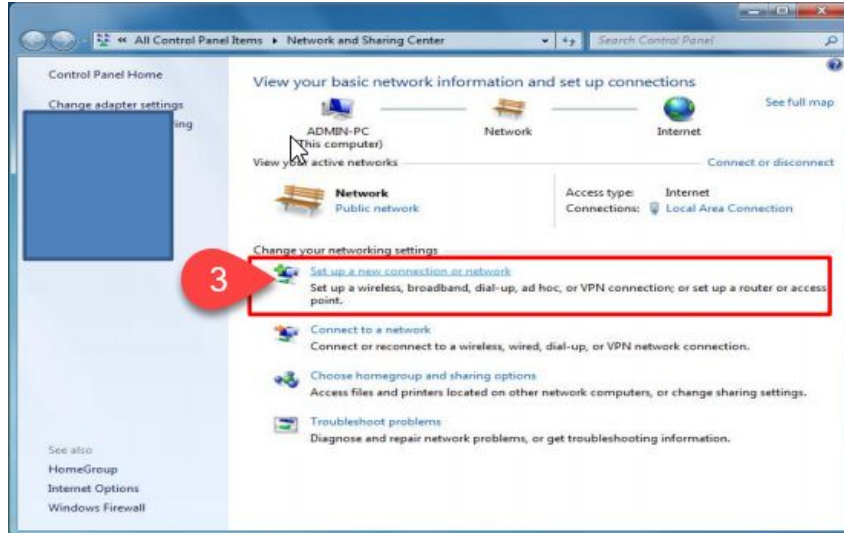 « All Control Panel Items ▸ Network and Sharing Center
Search Control Panel
Control Panel Home
Change adapter settings
ing
View your basic network information and set up connections
See full map
ADMIN-PC
(This computer)
Network
Internet
View your active networks
Connect or disconnect
Network
Public network
Access type: Internet
Connections: Local Area Connection
Change your networking settings
3
Set up a new connection or network
Set up a wireless, broadband, dial-up, ad hoc, or VPN connection; or set up a router or access
point.
Connect to a network
Connect or reconnect to a wireless, wired, dial-up, or VPN network connection.
Choose homegroup and sharing options
Access files and printers located on other network computers, or change sharing settings.
Troubleshoot problems
Diagnose and repair network problems, or get troubleshooting information.
See also
HomeGroup
Internet Options
Windows Firewall